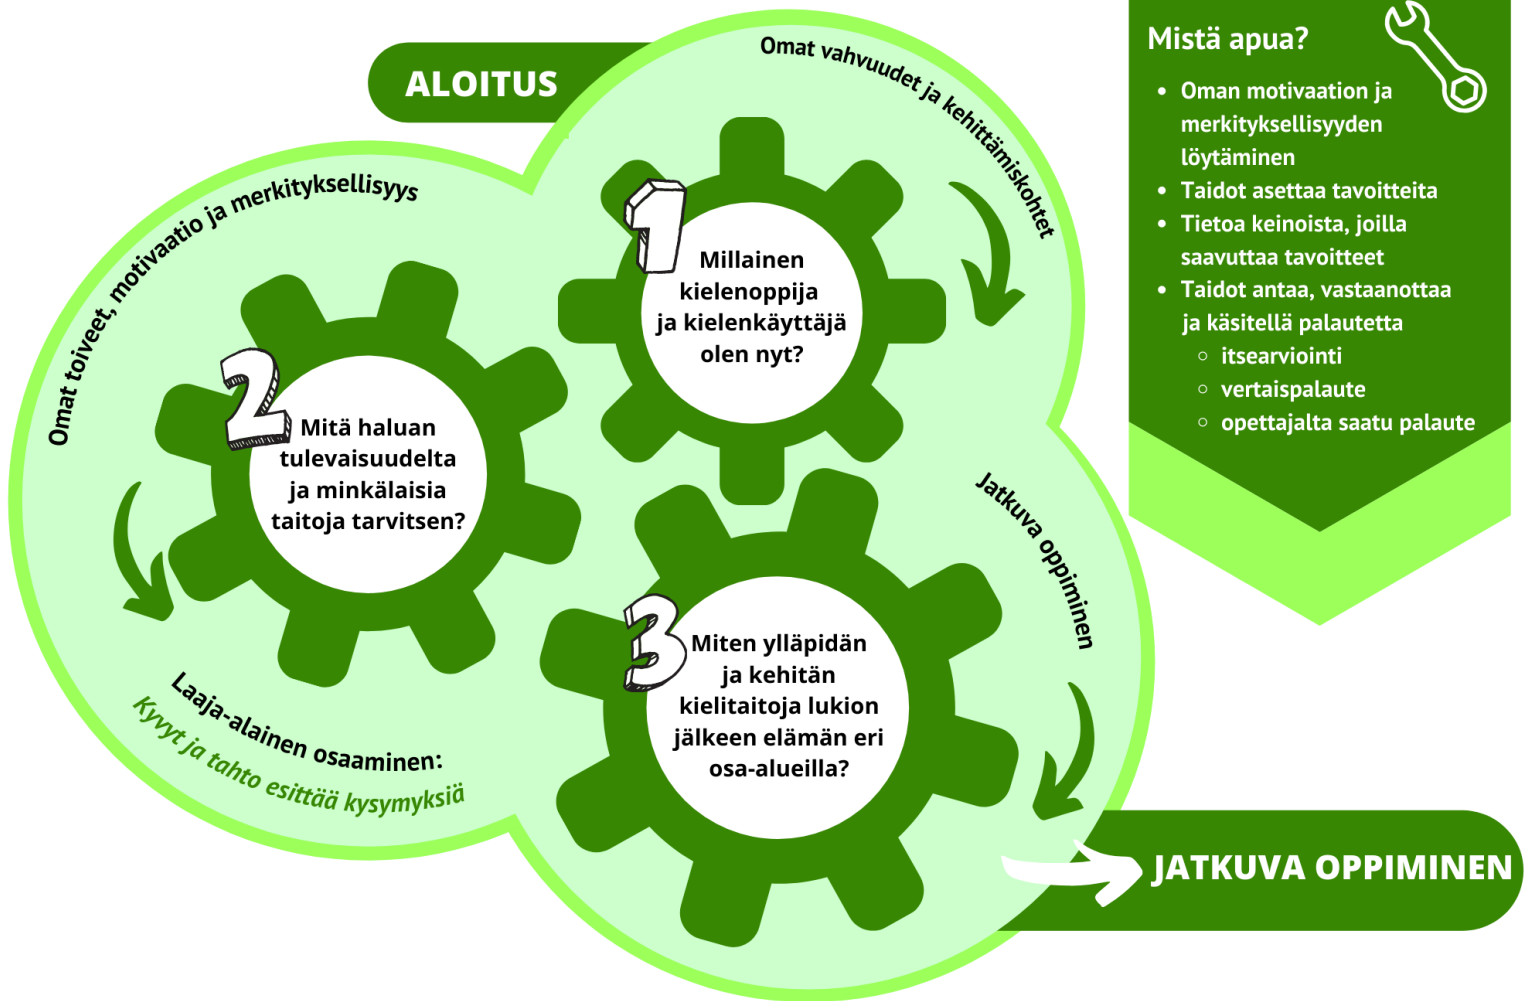 ALOITUS
Omat vahvuudet ja kehittämiskohtet
1
Millainen
kielenoppija
ja kielenkäyttäjä
olen nyt?
Omat toiveet, motivaatio ja merkityksellisyys
2
Mitä haluan
tulevaisuudelta
ja minkälaisia
taitoja tarvitsen?
Laaja-alainen osaaminen:
Kyvyt ja tahto esittää kysymyksiä
Jatkuva oppiminen
3
Miten ylläpidän
ja kehitän
kielitaitoja lukion
jälkeen elämän eri
osa-alueilla?
JATKUVA OPPIMINEN
Mistä apua?
• Oman motivaation ja
merkityksellisyyden
löytäminen
• Taidot asettaa tavoitteita
• Tietoa keinoista, joilla
saavuttaa tavoitteet
• Taidot antaa, vastaanottaa
ja käsitellä palautetta
◦ itsearviointi
◦ vertaispalaute
◦ opettajalta saatu palaute